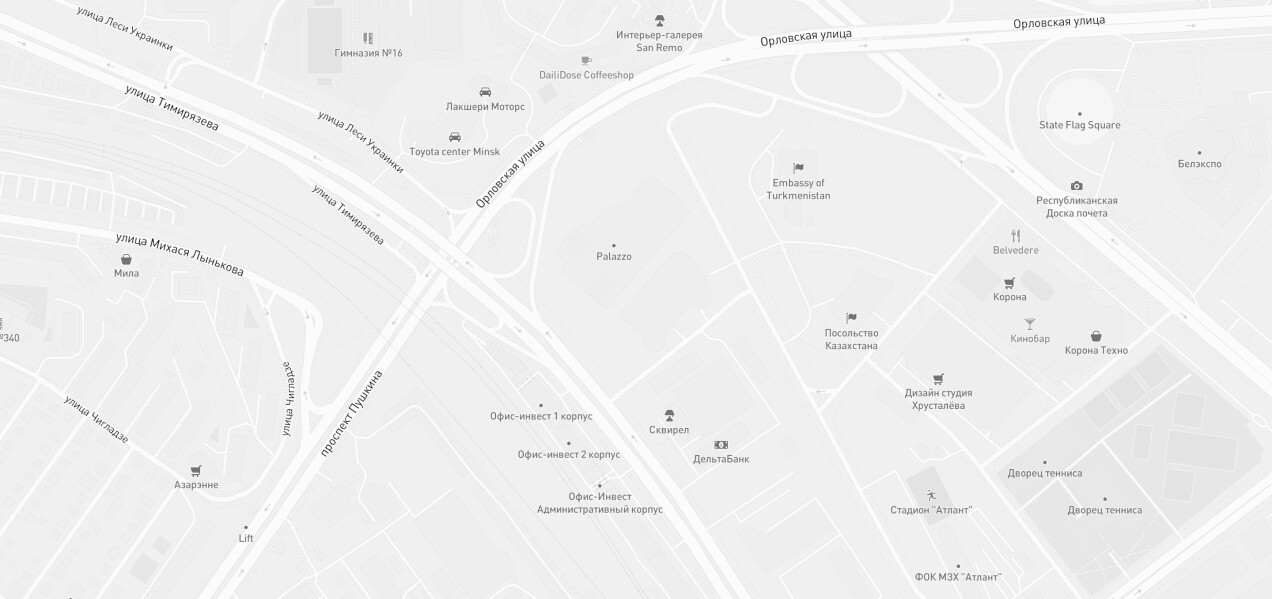 улица Леси Украинки
Гимназия №16
Интерьер-галерея
San Remo
Орловская улица
Орловская улица
DailiDose Coffeeshop
улица Тимирязева
Лакшери Моторс
улица Леси Украинки
Toyota center Minsk
State Flag Square
Белэкспо
Орловская улица
Embassy of
Turkmenistan
Республиканская
Доска почета
улица Тимирязева
улица Михася Лынькова
Мила
Palazzo
Belvedere
Корона
№340
Посольство
Казахстана
Кинобар
Корона Техно
улица Чигладзе
проспект Пушкина
улица Чигладзе
Дизайн студия
Хрусталёва
Офис-инвест 1 корпус
Сквирел
Офис-инвест 2 корпус
ДельтаБанк
Азарэнне
Дворец тенниса
Офис-Инвест
Административный корпус
Стадион "Атлант"
Дворец тенниса
Lift
ФОК МЗХ "Атлант"